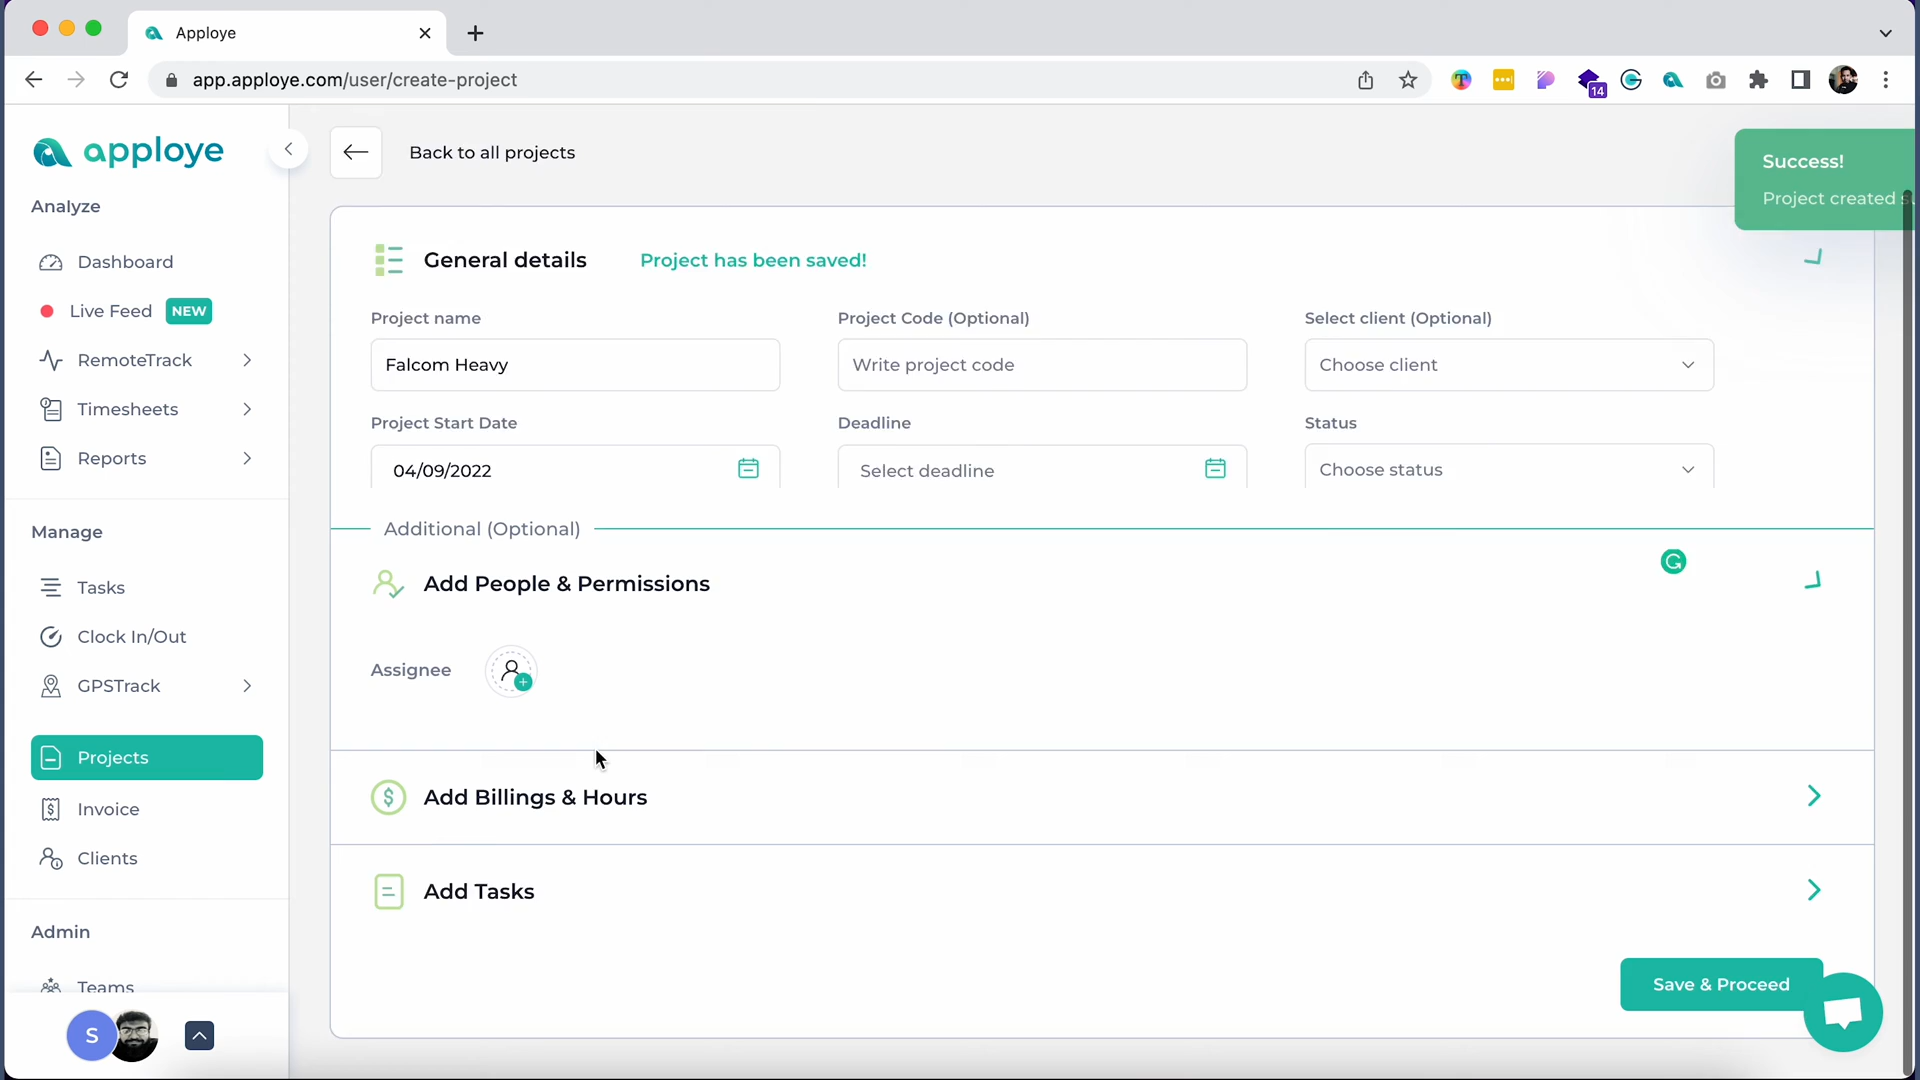 Apploye
app.apploye.com/user/create-project
14
apploye
Back to all projects
Success!
Project created
Analyze
General details
Project has been saved!
Dashboard
Live Feed NEW
Project name
Project Code (Optional)
Select client (Optional)
RemoteTrack
Falcom Heavy
Write project code
Choose client
Timesheets
Project Start Date
Deadline
Status
Reports
04/09/2022
Select deadline
Choose status
Manage
Additional (Optional)
Tasks
Add People & Permissions
Clock In/Out
Assignee
GPSTrack
Projects
Add Billings & Hours
Invoice
Clients
Add Tasks
Admin
Teams
Save & Proceed
S